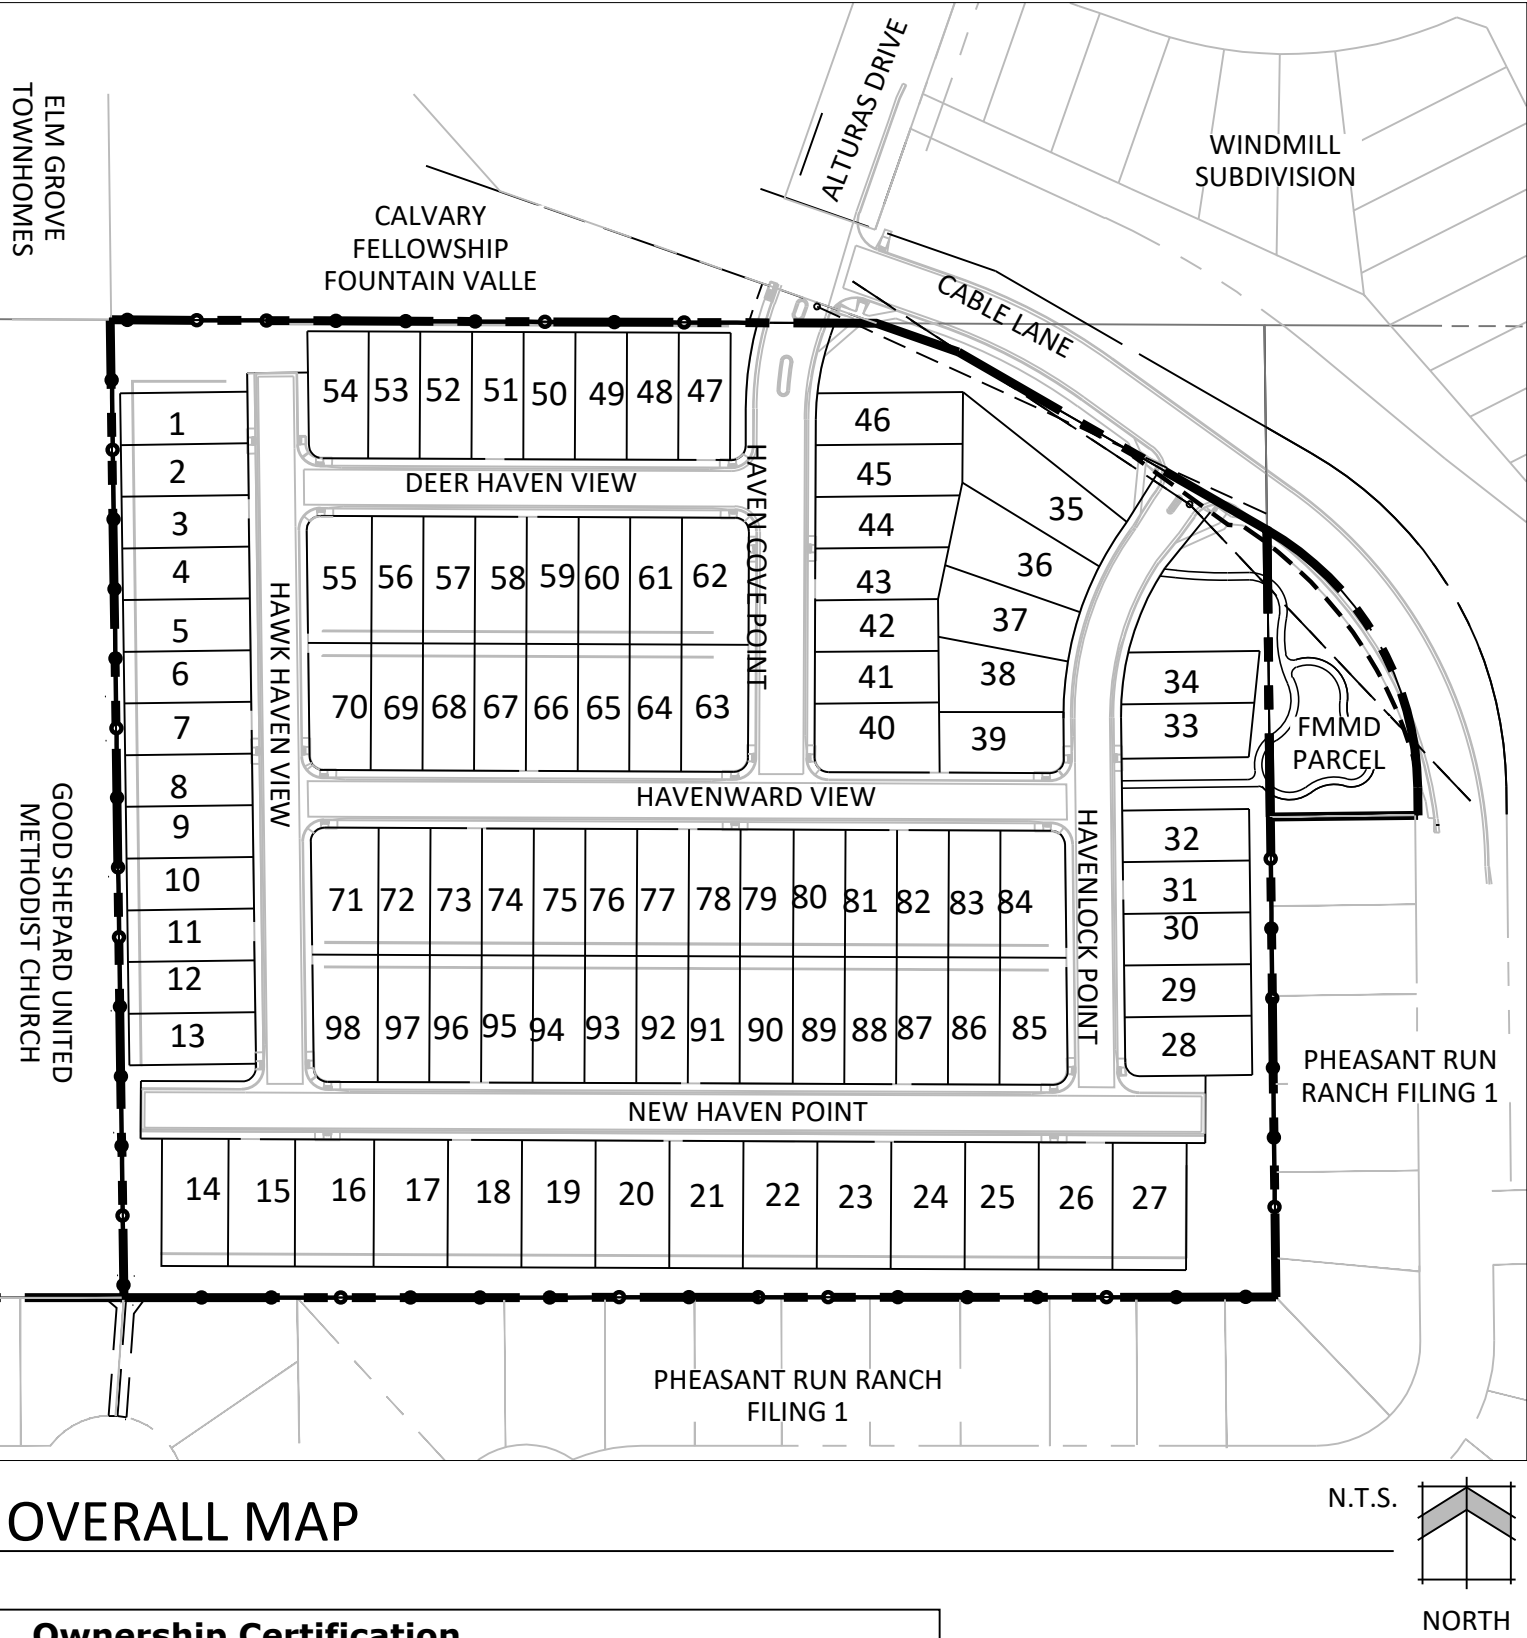 ELM GROVE
TOWNHOMES
ALTURAS DRIVE
WINDMILL
SUBDIVISION
CALVARY
FELLOWSHIP
FOUNTAIN VALLE
CABLE LANE
54 53 52 51 50 49 48 47
1
2
3
4
5
6
7
8
9
10
11
12
13
DEER HAVEN VIEW
HAVEN COVE POINT
HAWK HAVEN VIEW
46
45
44
43
42
41
40
35
36
37
38
39
55 56 57 58 59 60 61 62
70 69 68 67 66 65 64 63
34
33
FMMD
PARCEL
HAVENWARD VIEW
GOOD SHEPARD UNITED
METHODIST CHURCH
71 72 73 74 75 76 77 78 79 80 81 82 83 84
98 97 96 95 94 93 92 91 90 89 88 87 86 85
HAVENLOCK POINT
32
31
30
29
28
PHEASANT RUN
RANCH FILING 1
NEW HAVEN POINT
14 15 16 17 18 19 20 21 22 23 24 25 26 27
PHEASANT RUN RANCH
FILING 1
OVERALL MAP
N.T.S.
NORTH
Ownership Certification